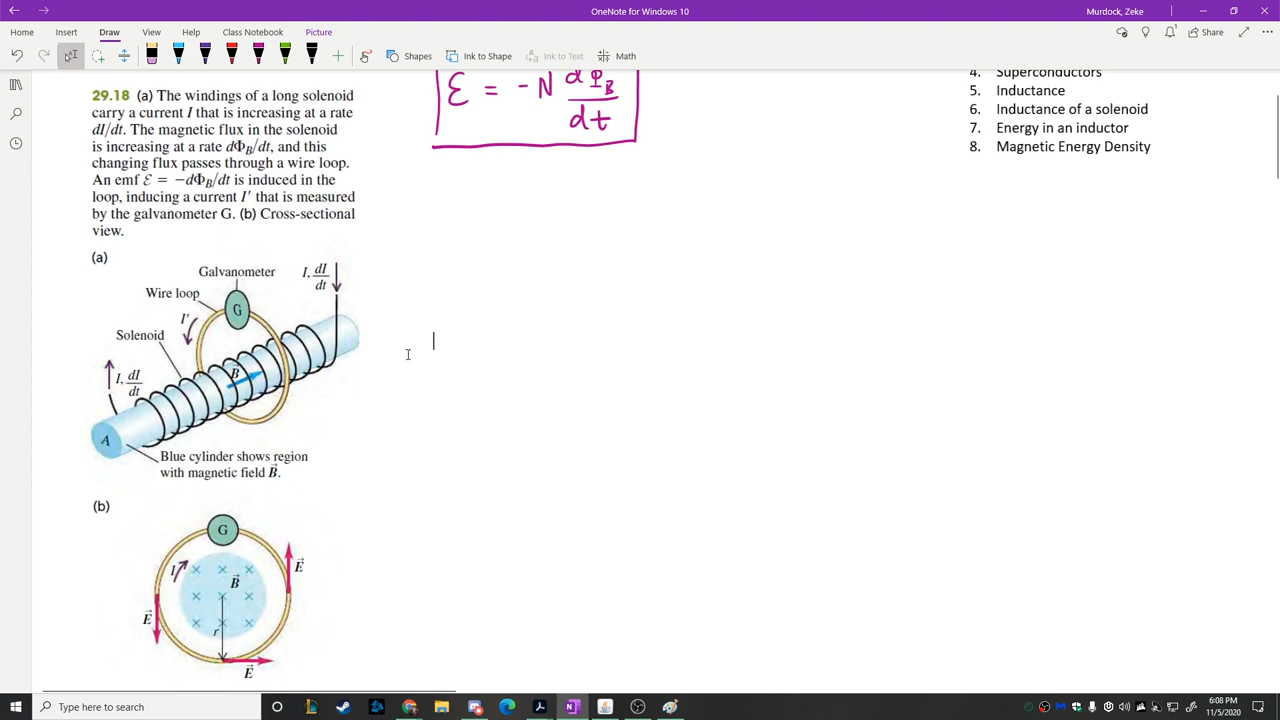 OneNote for Windows 10
Murdock, Zeke
Home Insert Draw View Help Class Notebook Picture
Share
Shapes Ink to Shape Ink to Text Math
ℰ = -N dΦ_B/dt
4. Superconductors
5. Inductance
6. Inductance of a solenoid
7. Energy in an inductor
8. Magnetic Energy Density
29.18 (a) The windings of a long solenoid
carry a current I that is increasing at a rate
dI/dt. The magnetic flux in the solenoid
is increasing at a rate dΦ_B/dt, and this
changing flux passes through a wire loop.
An emf ℰ = −dΦ_B/dt is induced in the
loop, inducing a current I′ that is measured
by the galvanometer G. (b) Cross-sectional
view.
(a)
Galvanometer
I, dI/dt
Wire loop
G
I′
Solenoid
B⃗
I, dI/dt
A
Blue cylinder shows region
with magnetic field B⃗.
(b)
G
I
× × ×
B⃗
E⃗
× × ×
E⃗
× × ×
r
E⃗
Type here to search
6:08 PM
11/5/2020